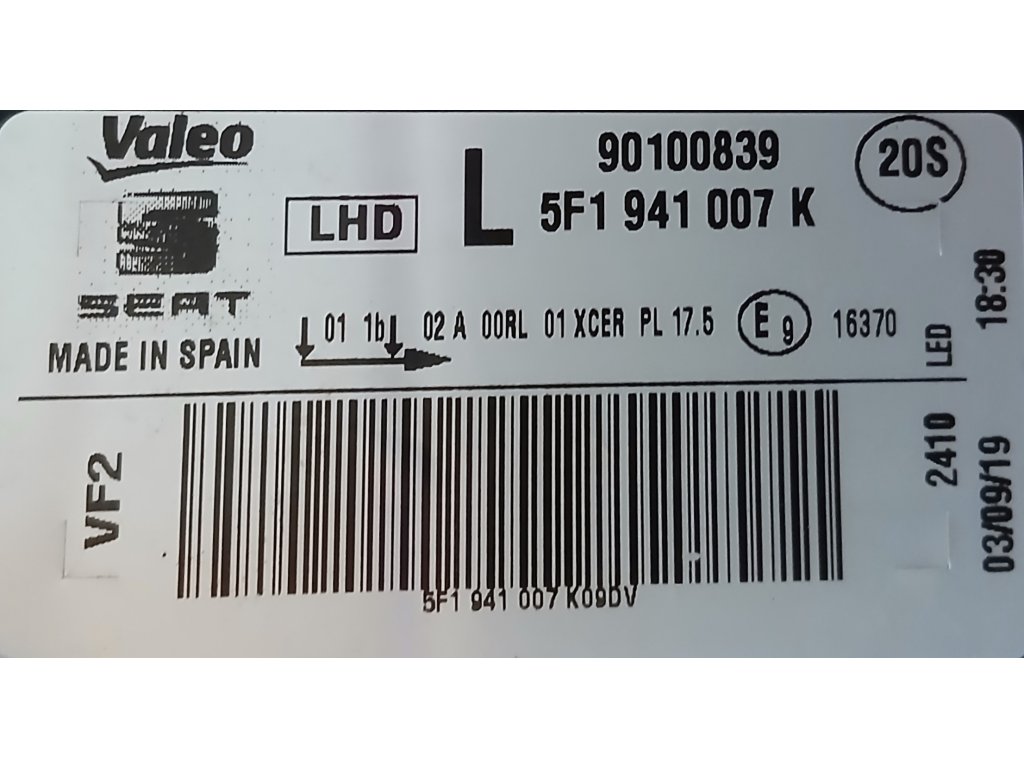 Valeo
SEAT
MADE IN SPAIN
LHD
L
90100839
5F1 941 007 K
20S
01 1b 02 A 00RL 01 XCER PL 17.5 E9 16370
LED
18:30
VF2
2410
03/09/19
5F1 941 007 K09DV